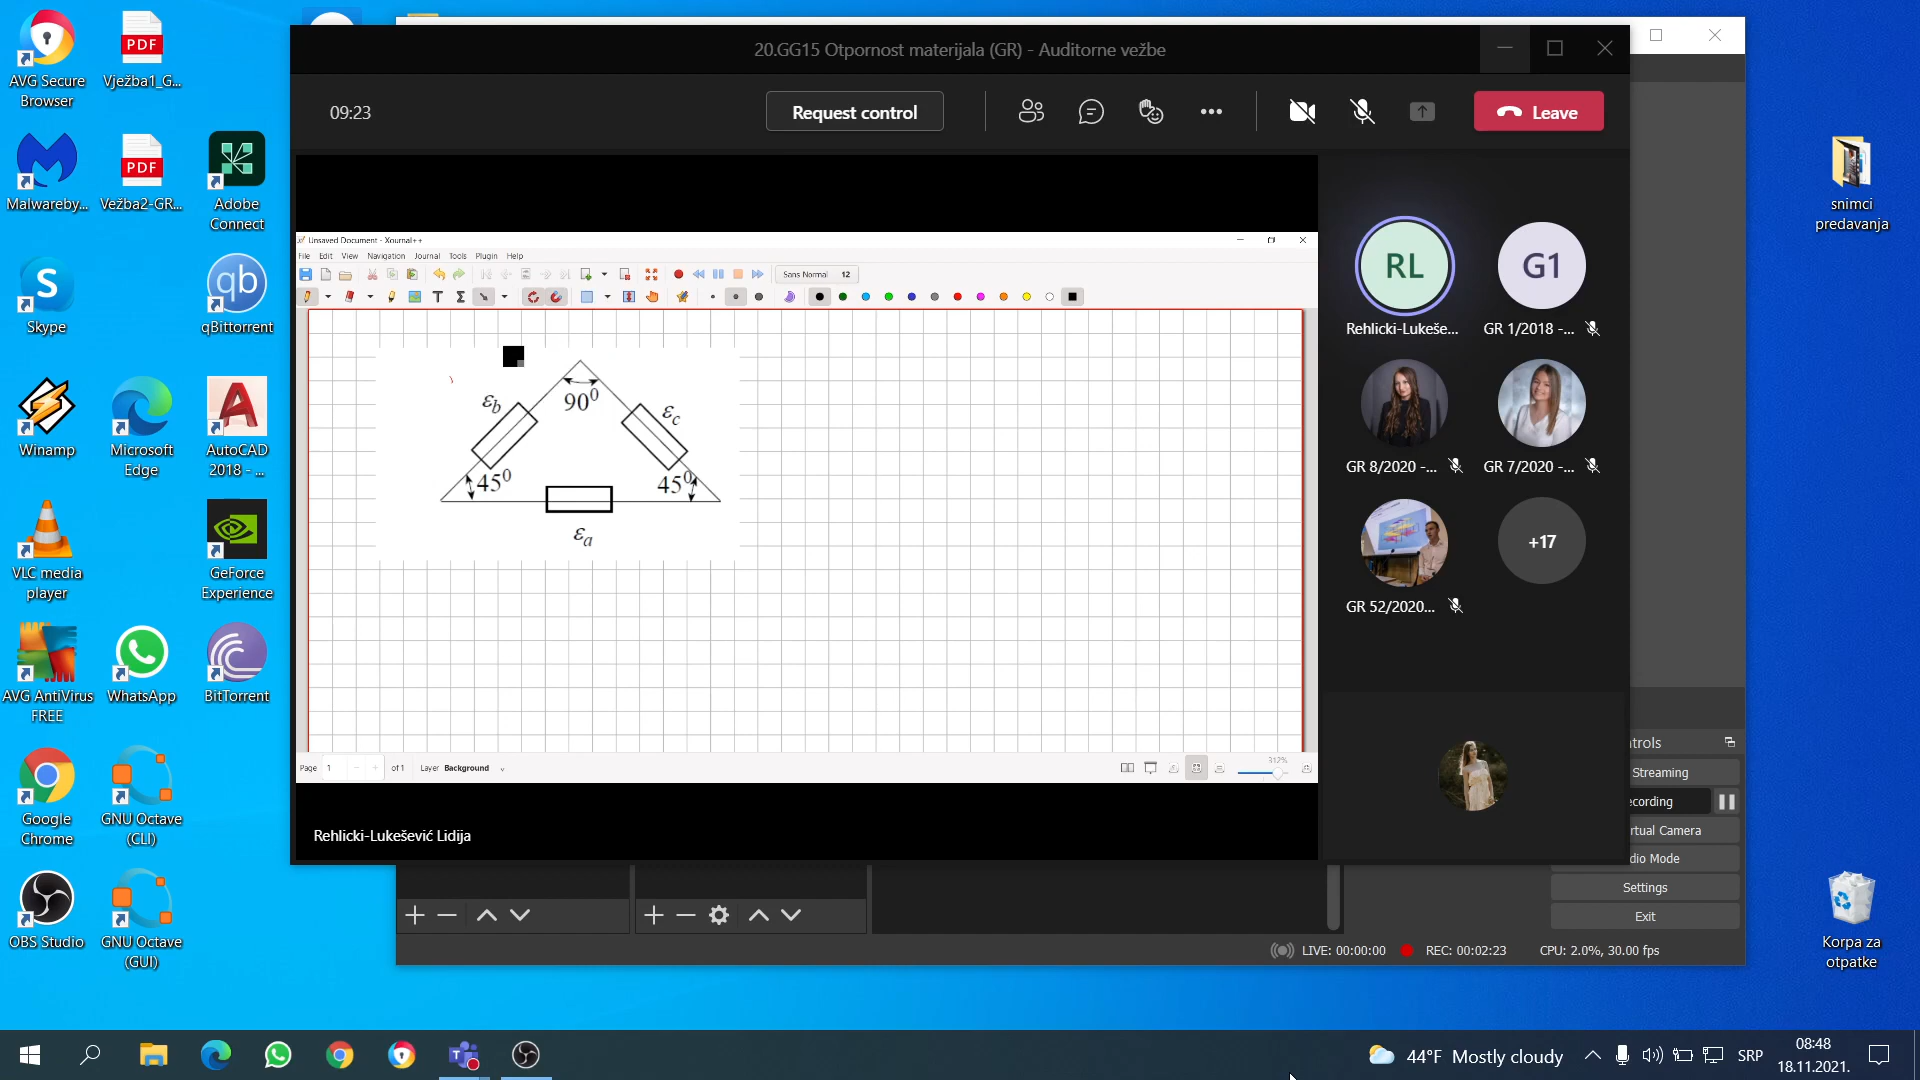 AVG Secure
Browser
PDF
Vježba1_G...
Malwareby...
PDF
Vežba2-GR...
Adobe
Connect
Skype
qBittorrent
Winamp
Microsoft
Edge
AutoCAD
2018 - ...
VLC media
player
GeForce
Experience
AVG AntiVirus
FREE
WhatsApp
BitTorrent
Google
Chrome
GNU Octave
(CLI)
OBS Studio
GNU Octave
(GUI)
20.GG15 Otpornost materijala (GR) - Auditorne vežbe
09:23
Request control
Leave
Unsaved Document - Xournal++
File Edit View Navigation Journal Tools Plugin Help
Sans Normal 12
90⁰
εb
εc
45⁰
45⁰
εa
Page 1 of 1 Layer Background
312%
Rehlicki-Lukešević Lidija
RL
Rehlicki-Lukeše...
G1
GR 1/2018 -...
GR 8/2020 -...
GR 7/2020 -...
GR 52/2020...
+17
trols
Streaming
ecording
rtual Camera
dio Mode
Settings
Exit
LIVE: 00:00:00 REC: 00:02:23 CPU: 2.0%, 30.00 fps
snimci
predavanja
Korpa za
otpatke
44°F Mostly cloudy
SRP
08:48
18.11.2021.